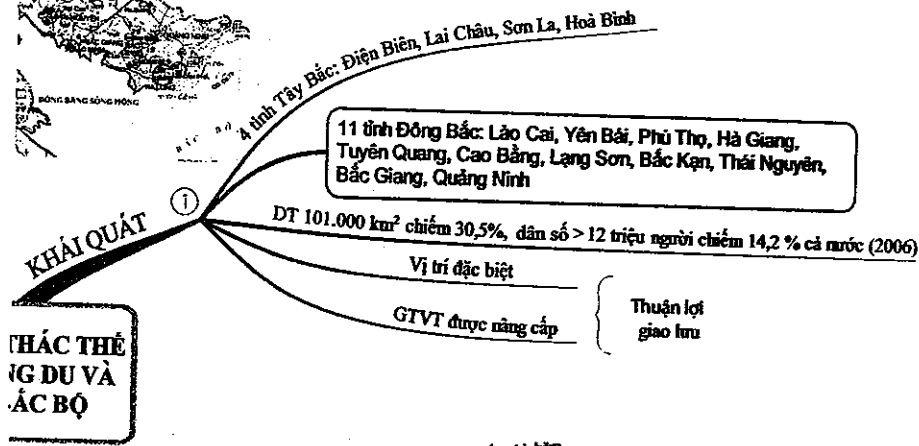 ĐỒNG BẰNG SÔNG HỒNG
4 tỉnh Tây Bắc: Điện Biên, Lai Châu, Sơn La, Hoà Bình
11 tỉnh Đông Bắc: Lào Cai, Yên Bái, Phú Thọ, Hà Giang,
Tuyên Quang, Cao Bằng, Lạng Sơn, Bắc Kạn, Thái Nguyên,
Bắc Giang, Quảng Ninh
1
KHÁI QUÁT
DT 101.000 km² chiếm 30,5%, dân số > 12 triệu người chiếm 14,2 % cả nước (2006)
Vị trí đặc biệt
GTVT được nâng cấp
Thuận lợi
giao lưu
THÁC THẾ
NG DU VÀ
ẮC BỘ